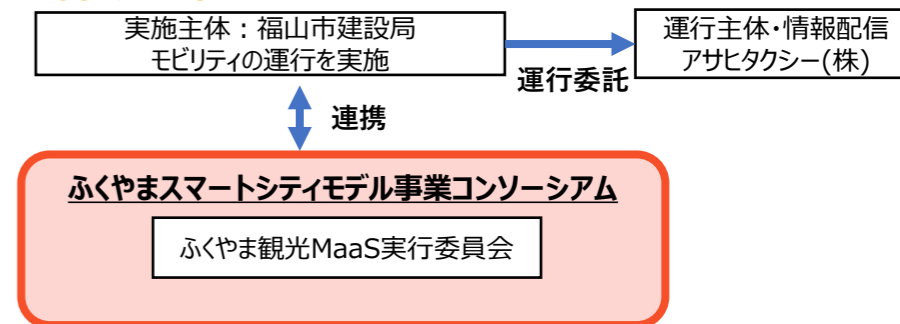 実施主体：福山市建設局
モビリティの運行を実施
運行主体・情報配信
アサヒタクシー(株)
運行委託
連携
ふくやまスマートシティモデル事業コンソーシアム
ふくやま観光MaaS実行委員会